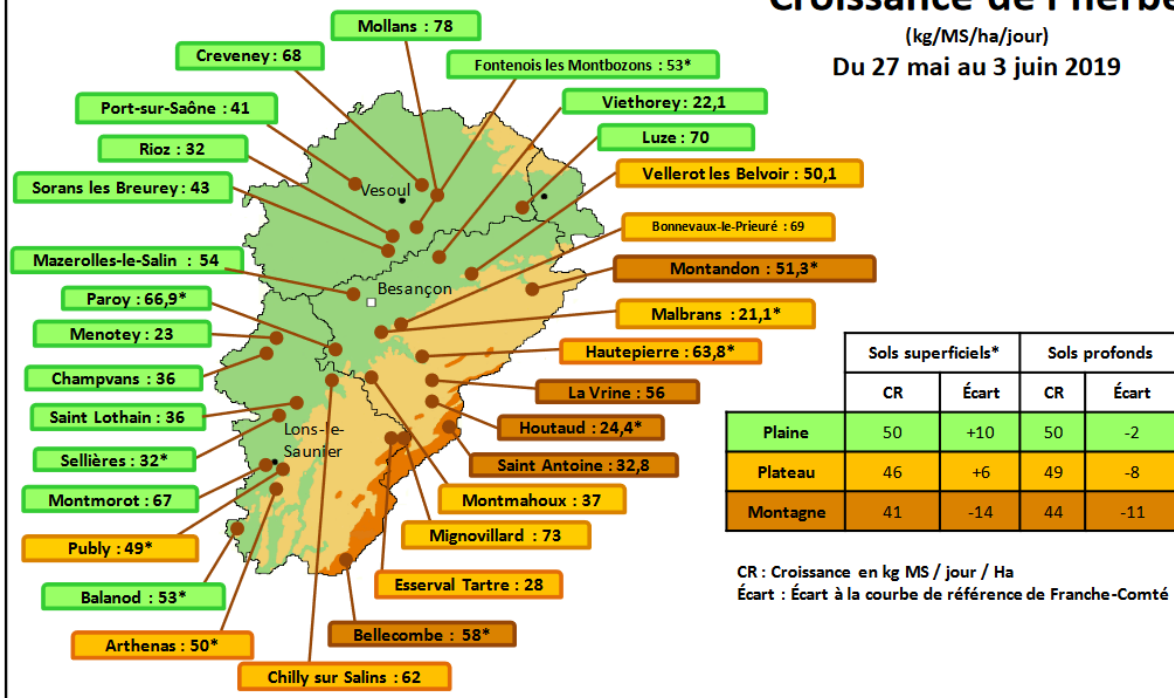 Croissance de l'herbe
(kg/MS/ha/jour)
Du 27 mai au 3 juin 2019
Mollans : 78
Creveney : 68
Fontenois les Montbozons : 53*
Port-sur-Saône : 41
Viethorey : 22,1
Rioz : 32
Luze : 70
Sorans les Breurey : 43
Vellerot les Belvoir : 50,1
Vesoul
Bonnevaux-le-Prieuré : 69
Mazerolles-le-Salin : 54
Montandon : 51,3*
Besançon
Paroy : 66,9*
Malbrans : 21,1*
Menotey : 23
Hautepierre : 63,8*
Champvans : 36
La Vrine : 56
Saint Lothain : 36
Houtaud : 24,4*
Lons-le-
Saunier
Sellières : 32*
Saint Antoine : 32,8
Montmorot : 67
Montmahoux : 37
Publy : 49*
Mignovillard : 73
Balanod : 53*
Esserval Tartre : 28
Arthenas : 50*
Bellecombe : 58*
Chilly sur Salins : 62
Sols superficiels* Sols profonds
CR Écart CR Écart
Plaine 50 +10 50 -2
Plateau 46 +6 49 -8
Montagne 41 -14 44 -11
CR : Croissance en kg MS / jour / Ha
Écart : Écart à la courbe de référence de Franche-Comté